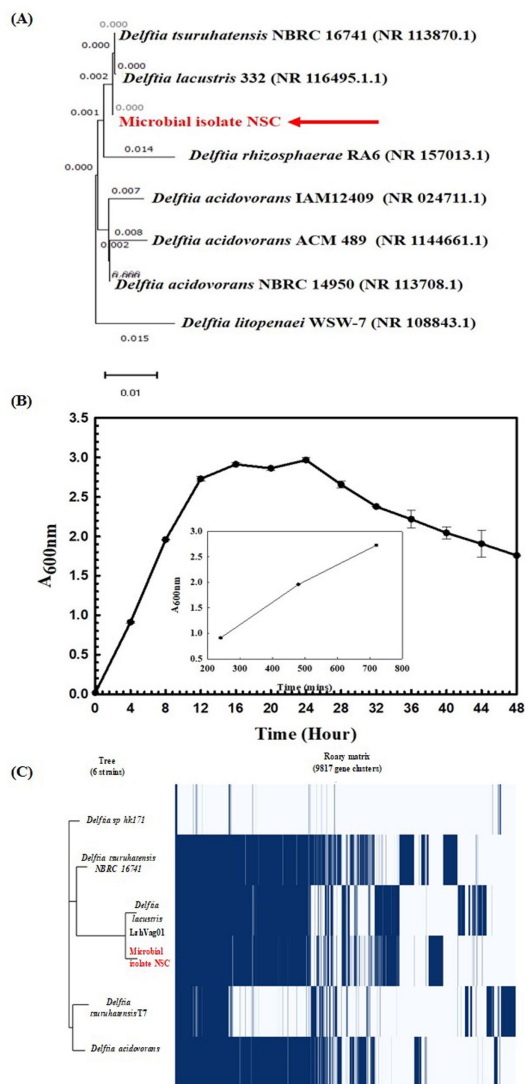 (A)
0.000
Delftia tsuruhatensis NBRC 16741 (NR 113870.1)
0.000
0.000
0.002
Delftia lacustris 332 (NR 116495.1.1)
0.000
0.001
Microbial isolate NSC
0.014
Delftia rhizosphaerae RA6 (NR 157013.1)
0.000
0.007
Delftia acidovorans IAM12409 (NR 024711.1)
0.008
Delftia acidovorans ACM 489 (NR 1144661.1)
0.002
0.000
Delftia acidovorans NBRC 14950 (NR 113708.1)
Delftia litopenaei WSW-7 (NR 108843.1)
0.015
0.01
(B)
3.5
3.0
2.5
2.0
1.5
1.0
0.5
0.0
A600nm
3.0
2.5
2.0
1.5
1.0
0.5
A600nm
200 300 400 500 600 700 800
Time (mins)
0 4 8 12 16 20 24 28 32 36 40 44 48
Time (Hour)
(C)
Tree
(6 strains)
Roary matrix
(9817 gene clusters)
Delftia sp hk171
Delftia tsuruhatensis
NBRC 16741
Delftia
lacustris
LshVag01
Microbial
isolate NSC
Delftia
tsuruhatensis T7
Delftia acidovorans